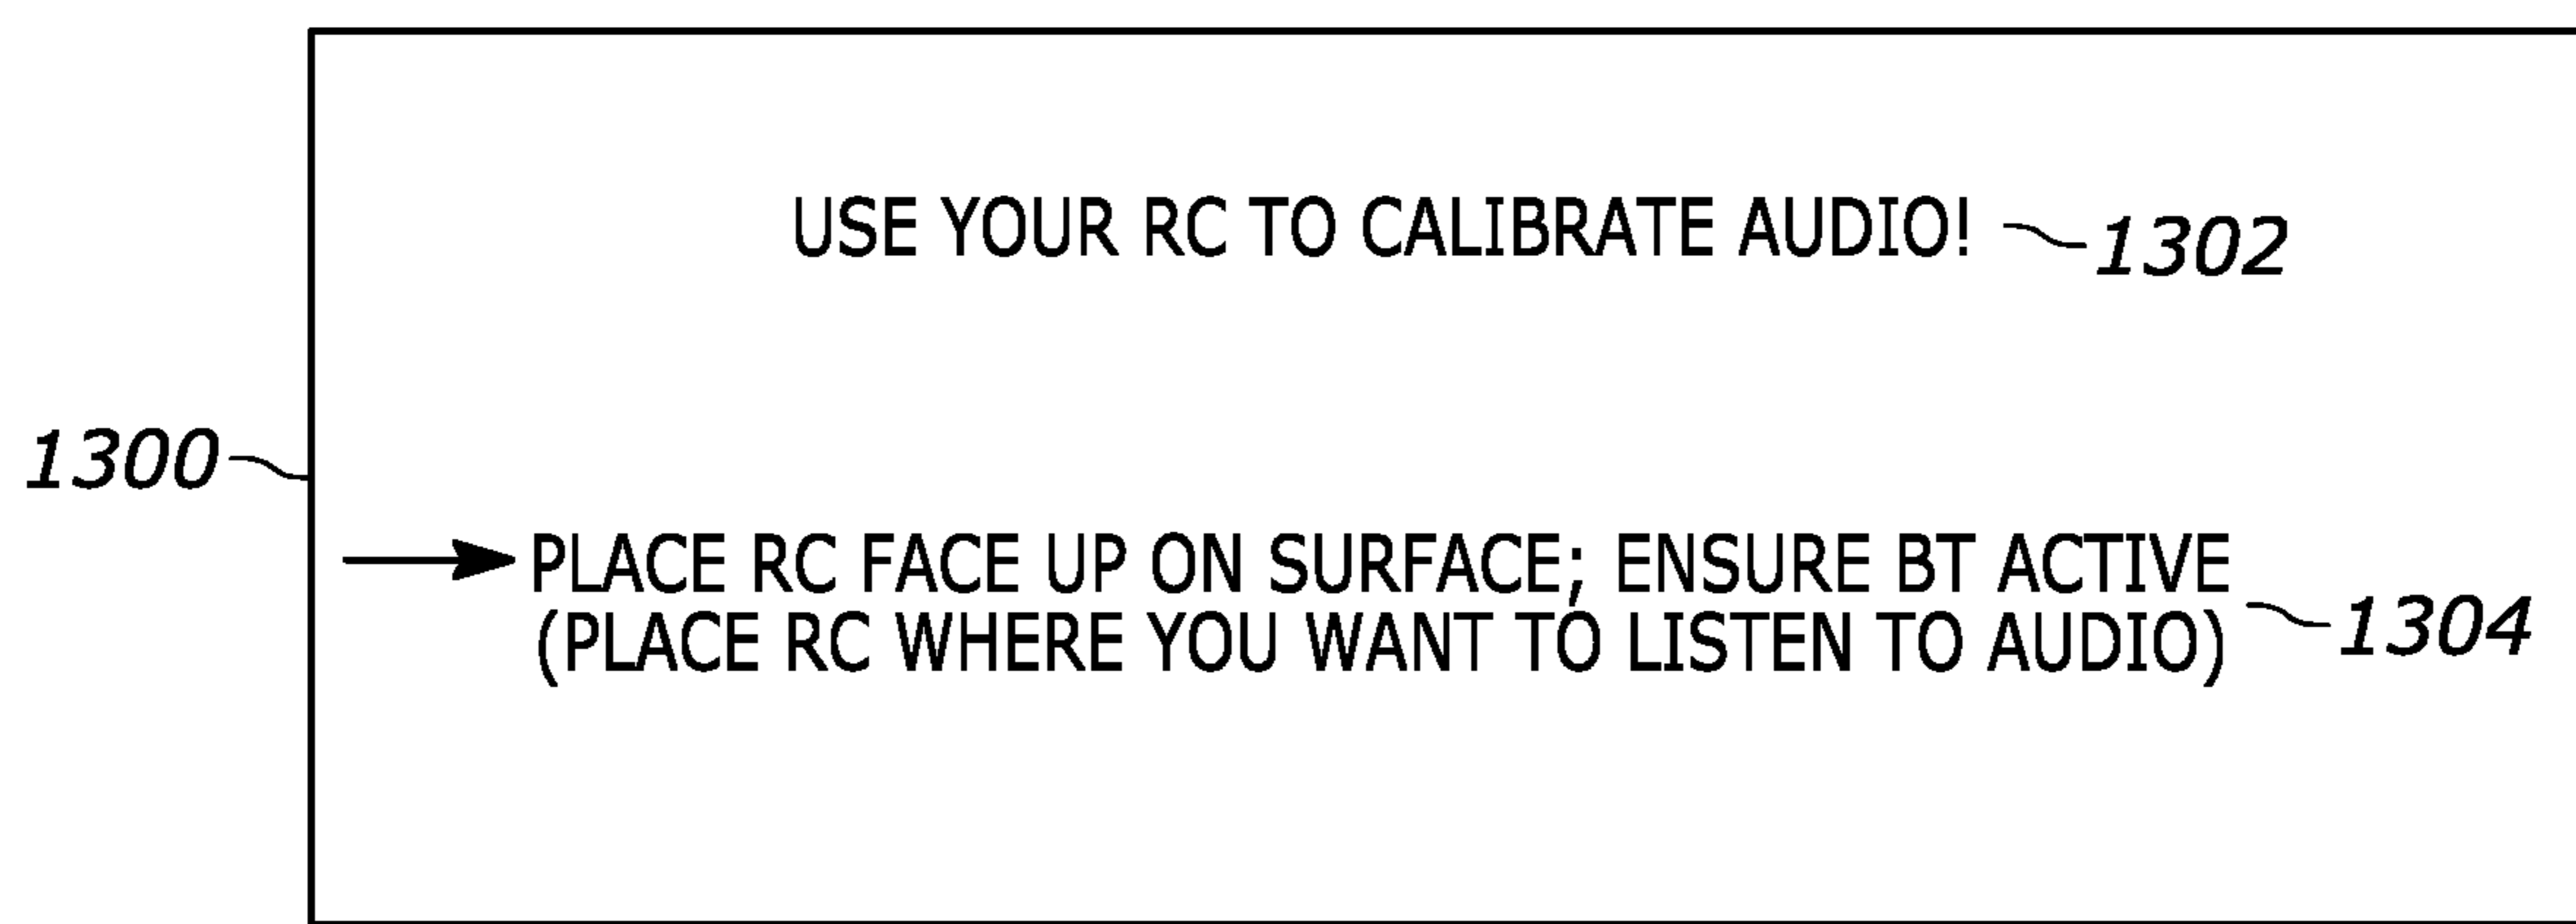 USE YOUR RC TO CALIBRATE AUDIO! 1302
1300
PLACE RC FACE UP ON SURFACE; ENSURE BT ACTIVE
(PLACE RC WHERE YOU WANT TO LISTEN TO AUDIO) 1304